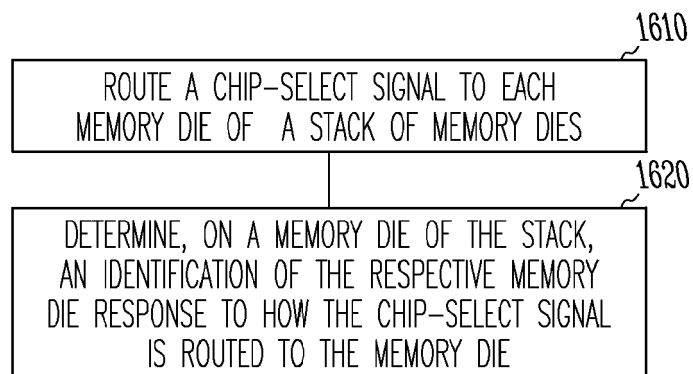 1610
ROUTE A CHIP-SELECT SIGNAL TO EACH
MEMORY DIE OF A STACK OF MEMORY DIES
1620
DETERMINE, ON A MEMORY DIE OF THE STACK,
AN IDENTIFICATION OF THE RESPECTIVE MEMORY
DIE RESPONSE TO HOW THE CHIP-SELECT SIGNAL
IS ROUTED TO THE MEMORY DIE